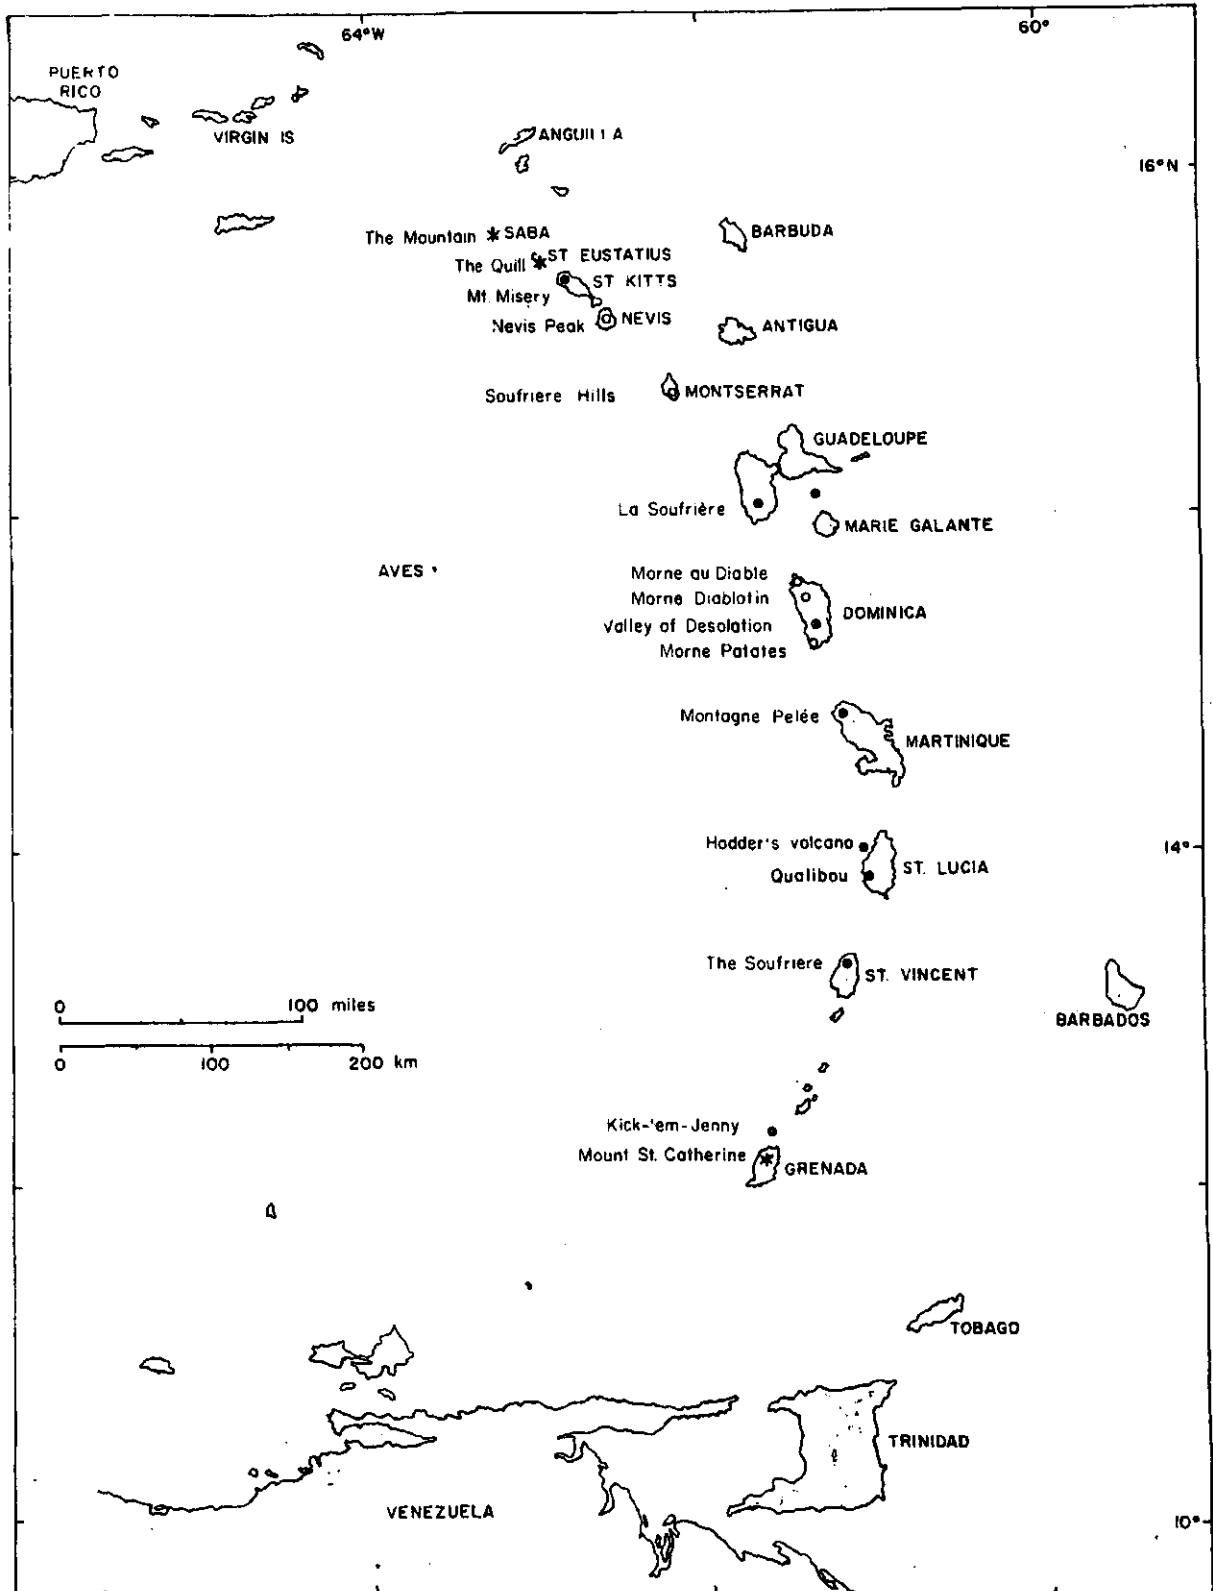 64°W
60°
PUERTO
RICO
VIRGIN IS
ANGUILLA
16°N
The Mountain SABA
BARBUDA
ST EUSTATIUS
The Quill
ST KITTS
Mt. Misery
Nevis Peak NEVIS
ANTIGUA
Soufriere Hills MONTSERRAT
GUADELOUPE
La Soufrière
MARIE GALANTE
AVES
Morne au Diable
Morne Diablotin
DOMINICA
Valley of Desolation
Morne Patates
Montagne Pelée
MARTINIQUE
Hodder's volcano
14°
ST. LUCIA
Qualibou
The Soufriere
ST. VINCENT
0 100 miles
BARBADOS
0 100 200 km
Kick-'em-Jenny
Mount St. Catherine
GRENADA
TOBAGO
TRINIDAD
VENEZUELA
10°